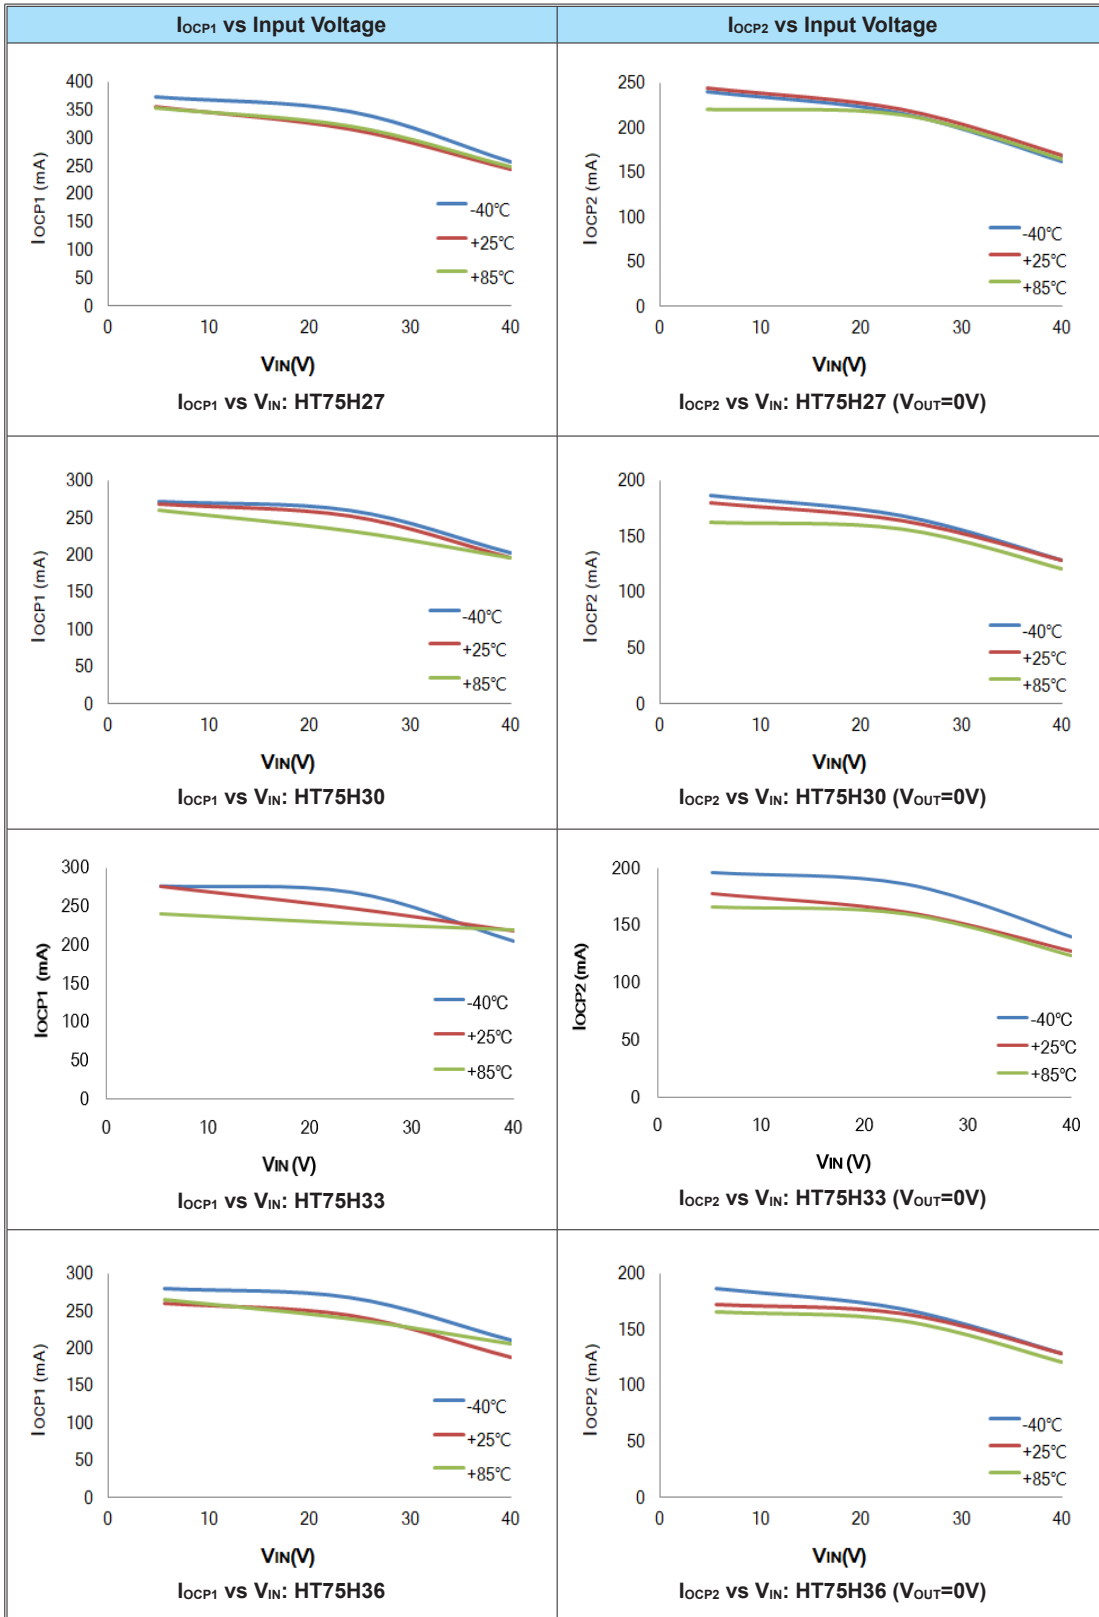 IOCP1 vs Input Voltage
IOCP2 vs Input Voltage
400
350
300
250
200
150
100
50
0
IOCP1 (mA)
-40℃
+25℃
+85℃
0 10 20 30 40
VIN(V)
IOCP1 vs VIN: HT75H27
250
200
150
100
50
0
IOCP2 (mA)
-40℃
+25℃
+85℃
0 10 20 30 40
VIN(V)
IOCP2 vs VIN: HT75H27 (VOUT=0V)
300
250
200
150
100
50
0
IOCP1 (mA)
-40℃
+25℃
+85℃
0 10 20 30 40
VIN(V)
IOCP1 vs VIN: HT75H30
200
150
100
50
0
IOCP2 (mA)
-40℃
+25℃
+85℃
0 10 20 30 40
VIN(V)
IOCP2 vs VIN: HT75H30 (VOUT=0V)
300
250
200
150
100
50
0
IOCP1 (mA)
-40℃
+25℃
+85℃
0 10 20 30 40
VIN (V)
IOCP1 vs VIN: HT75H33
200
150
100
50
0
IOCP2 (mA)
-40℃
+25℃
+85℃
0 10 20 30 40
VIN (V)
IOCP2 vs VIN: HT75H33 (VOUT=0V)
300
250
200
150
100
50
0
IOCP1 (mA)
-40℃
+25℃
+85℃
0 10 20 30 40
VIN(V)
IOCP1 vs VIN: HT75H36
200
150
100
50
0
IOCP2 (mA)
-40℃
+25℃
+85℃
0 10 20 30 40
VIN(V)
IOCP2 vs VIN: HT75H36 (VOUT=0V)